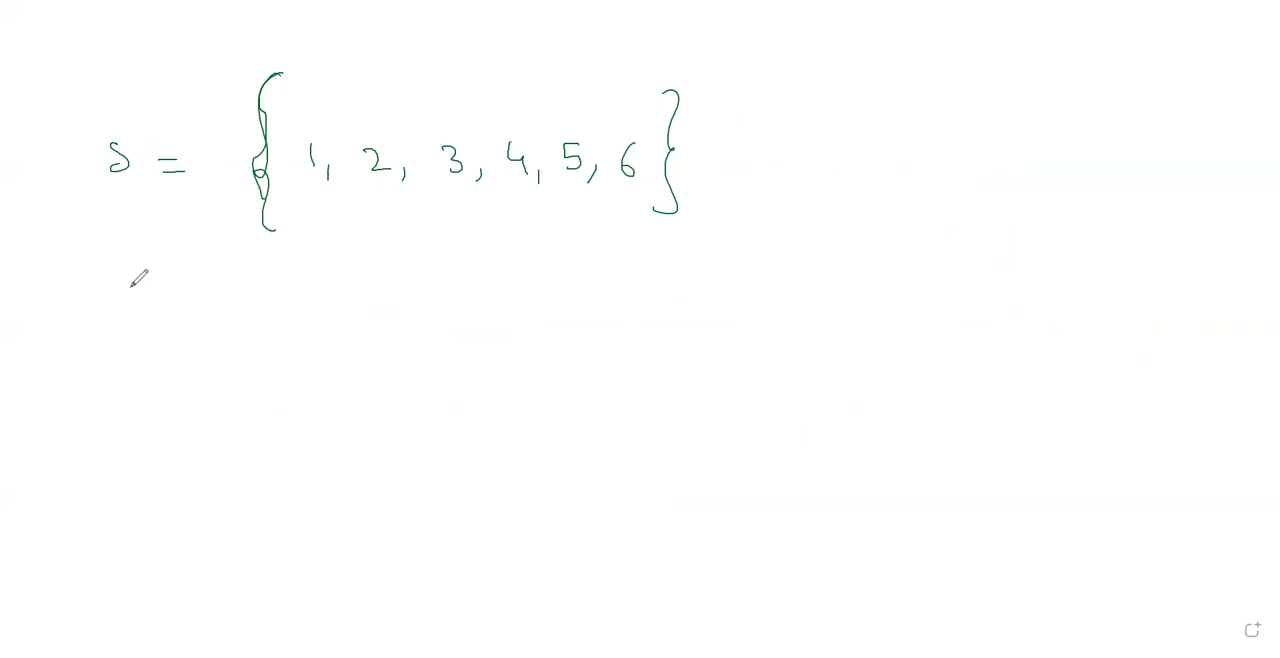 S = { 1, 2, 3, 4, 5, 6 }